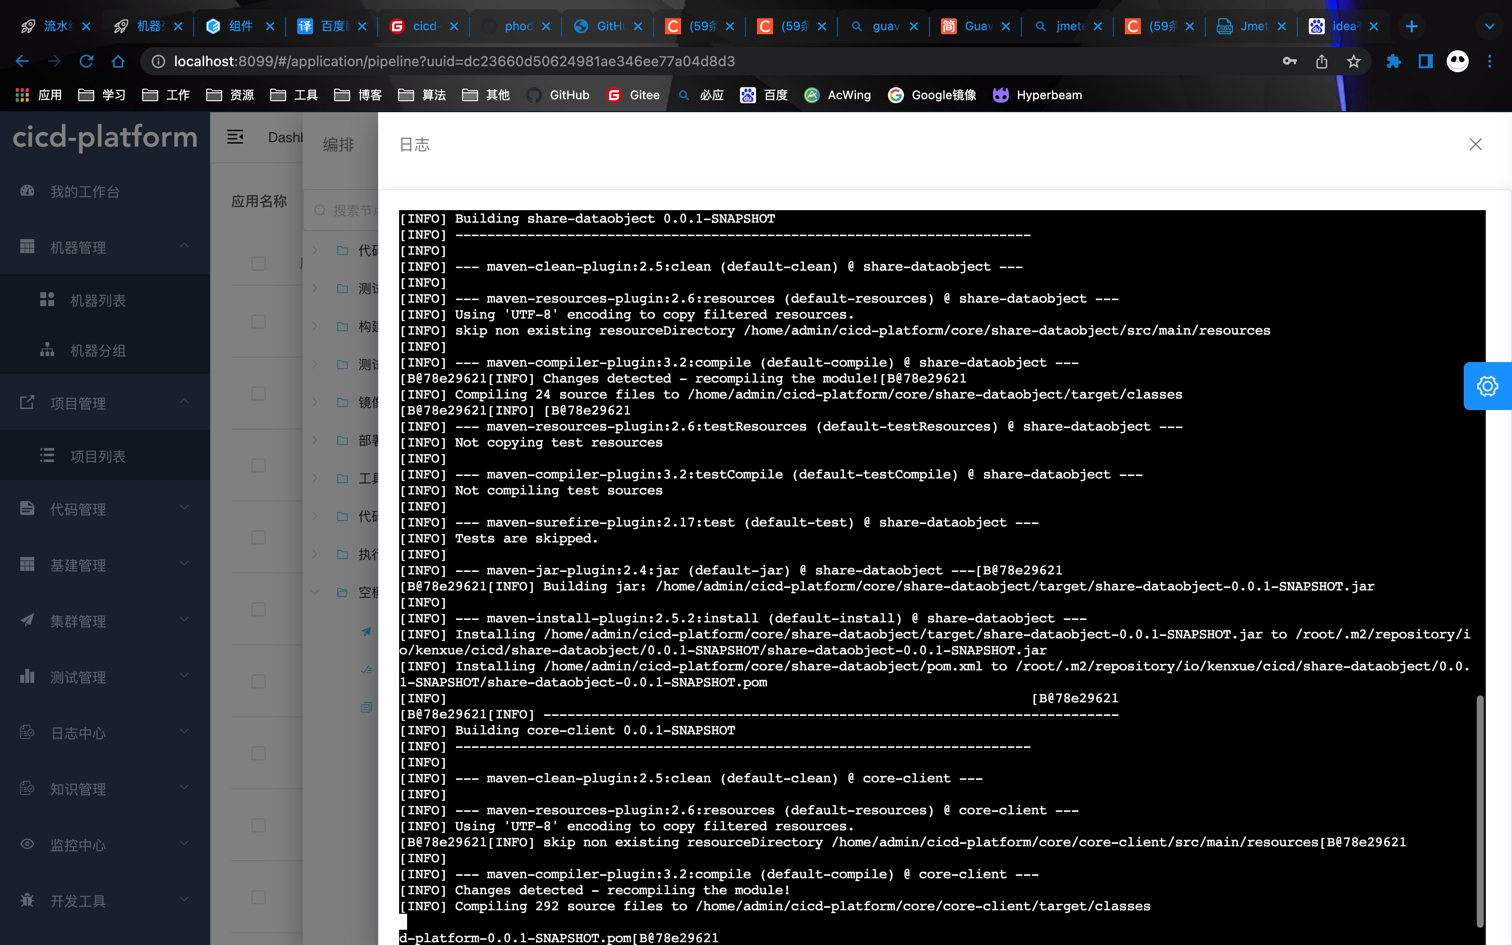 流水线
机器列
组件
百度
cicd-
phod
GitHu
(59条
(59条
guav
Guav
jmete
(59条
Jmet
idea
localhost:8099/#/application/pipeline?uuid=dc23660d50624981ae346ee77a04d8d3
应用
学习
工作
资源
工具
博客
算法
其他
GitHub
Gitee
必应
百度
AcWing
Google镜像
Hyperbeam
cicd-platform
我的工作台
机器管理
机器列表
机器分组
项目管理
项目列表
代码管理
基建管理
集群管理
测试管理
日志中心
知识管理
监控中心
开发工具
Dashl
应用名称
编排
搜索节点
代码
测试
构建
测试
镜像
部署
工具
代码
执行
空模
日志
[INFO] Building share-dataobject 0.0.1-SNAPSHOT
[INFO] ------------------------------------------------------------------------
[INFO]
[INFO] --- maven-clean-plugin:2.5:clean (default-clean) @ share-dataobject ---
[INFO]
[INFO] --- maven-resources-plugin:2.6:resources (default-resources) @ share-dataobject ---
[INFO] Using 'UTF-8' encoding to copy filtered resources.
[INFO] skip non existing resourceDirectory /home/admin/cicd-platform/core/share-dataobject/src/main/resources
[INFO]
[INFO] --- maven-compiler-plugin:3.2:compile (default-compile) @ share-dataobject ---
[B@78e29621[INFO] Changes detected - recompiling the module![B@78e29621
[INFO] Compiling 24 source files to /home/admin/cicd-platform/core/share-dataobject/target/classes
[B@78e29621[INFO] [B@78e29621
[INFO] --- maven-resources-plugin:2.6:testResources (default-testResources) @ share-dataobject ---
[INFO] Not copying test resources
[INFO]
[INFO] --- maven-compiler-plugin:3.2:testCompile (default-testCompile) @ share-dataobject ---
[INFO] Not compiling test sources
[INFO]
[INFO] --- maven-surefire-plugin:2.17:test (default-test) @ share-dataobject ---
[INFO] Tests are skipped.
[INFO]
[INFO] --- maven-jar-plugin:2.4:jar (default-jar) @ share-dataobject ---[B@78e29621
[B@78e29621[INFO] Building jar: /home/admin/cicd-platform/core/share-dataobject/target/share-dataobject-0.0.1-SNAPSHOT.jar
[INFO]
[INFO] --- maven-install-plugin:2.5.2:install (default-install) @ share-dataobject ---
[INFO] Installing /home/admin/cicd-platform/core/share-dataobject/target/share-dataobject-0.0.1-SNAPSHOT.jar to /root/.m2/repository/i
o/kenxue/cicd/share-dataobject/0.0.1-SNAPSHOT/share-dataobject-0.0.1-SNAPSHOT.jar
[INFO] Installing /home/admin/cicd-platform/core/share-dataobject/pom.xml to /root/.m2/repository/io/kenxue/cicd/share-dataobject/0.0.
1-SNAPSHOT/share-dataobject-0.0.1-SNAPSHOT.pom
[INFO] [B@78e29621
[B@78e29621[INFO] ------------------------------------------------------------------------
[INFO] Building core-client 0.0.1-SNAPSHOT
[INFO] ------------------------------------------------------------------------
[INFO]
[INFO] --- maven-clean-plugin:2.5:clean (default-clean) @ core-client ---
[INFO]
[INFO] --- maven-resources-plugin:2.6:resources (default-resources) @ core-client ---
[INFO] Using 'UTF-8' encoding to copy filtered resources.
[B@78e29621[INFO] skip non existing resourceDirectory /home/admin/cicd-platform/core/core-client/src/main/resources[B@78e29621
[INFO]
[INFO] --- maven-compiler-plugin:3.2:compile (default-compile) @ core-client ---
[INFO] Changes detected - recompiling the module!
[INFO] Compiling 292 source files to /home/admin/cicd-platform/core/core-client/target/classes
d-platform-0.0.1-SNAPSHOT.pom[B@78e29621